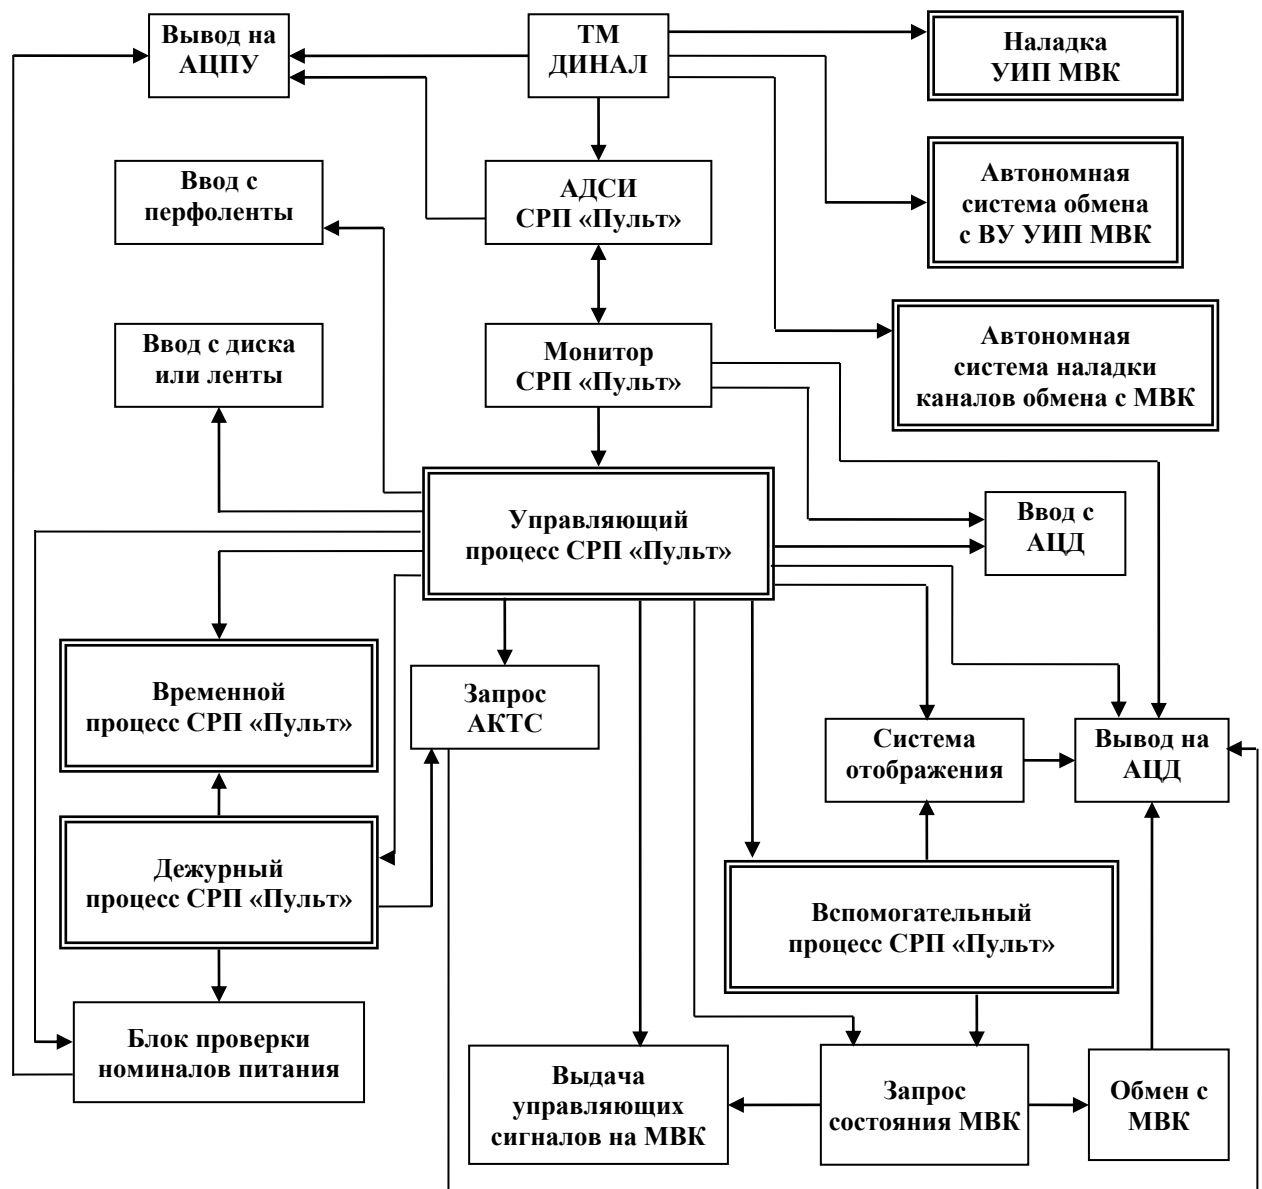 Вывод на
АЦПУ
ТМ
ДИНАЛ
Наладка
УИП МВК
Ввод с
перфоленты
АДСИ
СРП «Пульт»
Автономная
система обмена
с ВУ УИП МВК
Ввод с диска
или ленты
Монитор
СРП «Пульт»
Автономная
система наладки
каналов обмена с МВК
Управляющий
процесс СРП «Пульт»
Ввод с
АЦД
Временной
процесс СРП «Пульт»
Запрос
АКТС
Система
отображения
Вывод на
АЦД
Дежурный
процесс СРП «Пульт»
Вспомогательный
процесс СРП «Пульт»
Блок проверки
номиналов питания
Выдача
управляющих
сигналов на МВК
Запрос
состояния МВК
Обмен с
МВК